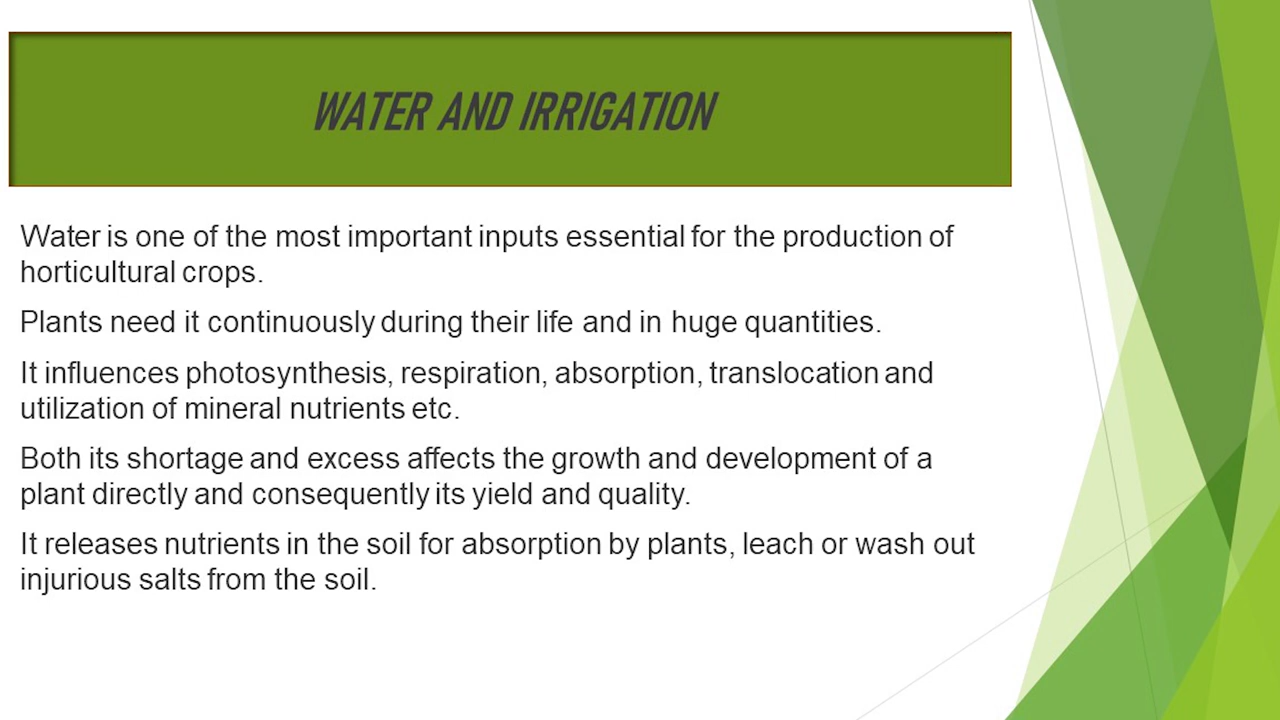 WATER AND IRRIGATION
Water is one of the most important inputs essential for the production of
horticultural crops.
Plants need it continuously during their life and in huge quantities.
It influences photosynthesis, respiration, absorption, translocation and
utilization of mineral nutrients etc.
Both its shortage and excess affects the growth and development of a
plant directly and consequently its yield and quality.
It releases nutrients in the soil for absorption by plants, leach or wash out
injurious salts from the soil.